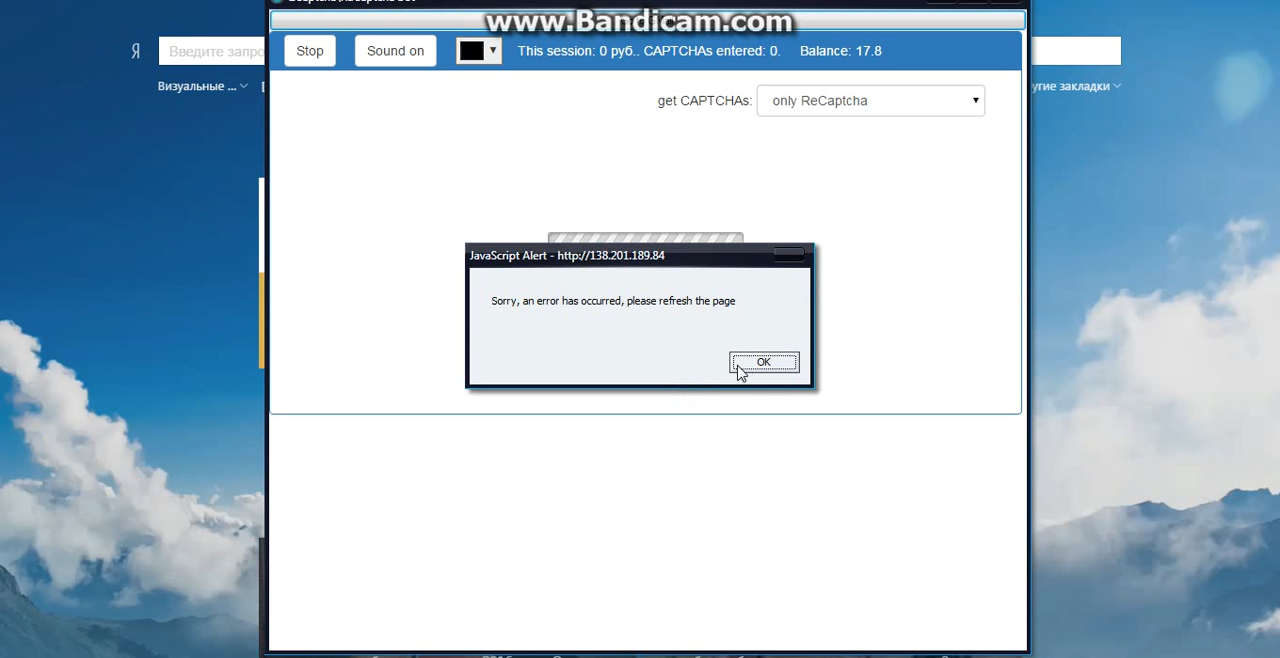 www.Bandicam.com
Я
Введите запро
Stop
Sound on
This session: 0 руб.. CAPTCHAs entered: 0.
Balance: 17.8
Визуальные ...
угие закладки
get CAPTCHAs:
only ReCaptcha
JavaScript Alert - http://138.201.189.84
Sorry, an error has occurred, please refresh the page
OK